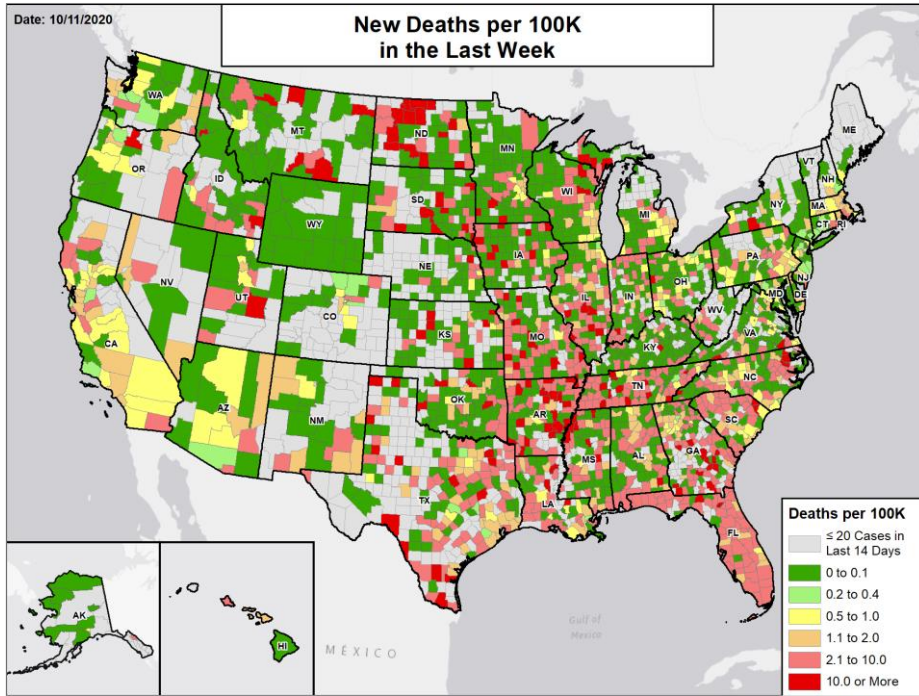 Date: 10/11/2020
New Deaths per 100K
in the Last Week
WA
MT
ND
MN
ME
OR
ID
SD
WI
MI
VT
NH
NY
MA
CT
RI
WY
NE
IA
PA
NJ
NV
UT
CO
IL
IN
OH
MD
DE
WV
VA
CA
KS
MO
KY
AZ
NM
OK
AR
TN
NC
SC
MS
AL
GA
TX
LA
FL
AK
HI
MÉXICO
Gulf of
Mexico
Deaths per 100K
≤ 20 Cases in
Last 14 Days
0 to 0.1
0.2 to 0.4
0.5 to 1.0
1.1 to 2.0
2.1 to 10.0
10.0 or More